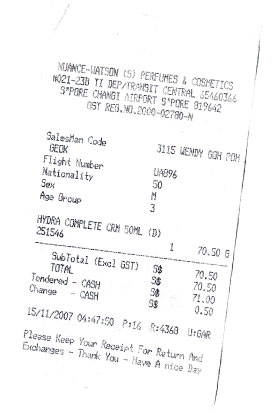 NUANCE-WATSON (S) PERFUMES & COSMETICS
N021-23B T1 DEP/TRANSIT CENTRAL 65460366
S'PORE CHANGI AIRPORT S'PORE 819642
GST REG.NO.2000-02780-N
SalesMan Code 3115 WENDY GOH POH
GEOK
Flight Number UA896
Nationality SO
Sex M
Age Group 3
HYDRA COMPLETE CRM 50ML (D)
251546 1 70.50 G
SubTotal (Excl GST) S$ 70.50
TOTAL S$ 70.50
Tendered - CASH S$ 71.00
Change - CASH S$ 0.50
15/11/2007 04:47:50 P:16 R:4368 U:GAR
Please Keep Your Receipt For Return And
Exchanges - Thank You - Have A nice Day